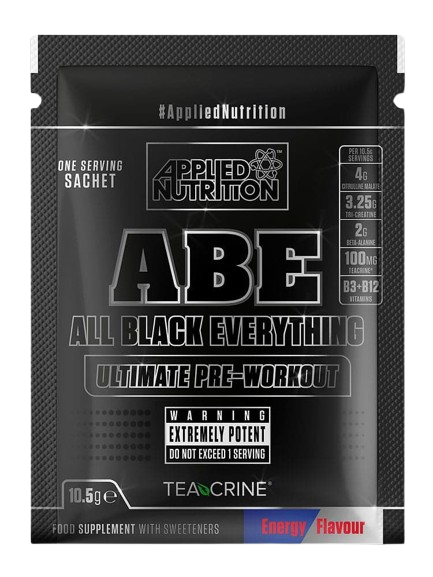 #AppliedNutrition
ONE SERVING
SACHET
APPLIED
NUTRITION™
PER 10.5g
SERVINGS
4G
CITRULLINE MALATE
3.25G
TRI-CREATINE
2G
BETA-ALANINE
100MG
TEACRINE®
B3+B12
VITAMINS
ABE
ALL BLACK EVERYTHING
ULTIMATE PRE-WORKOUT
WARNING
EXTREMELY POTENT
DO NOT EXCEED 1 SERVING
10.5g ℮
TEACRINE®
FOOD SUPPLEMENT WITH SWEETENERS
Energy Flavour